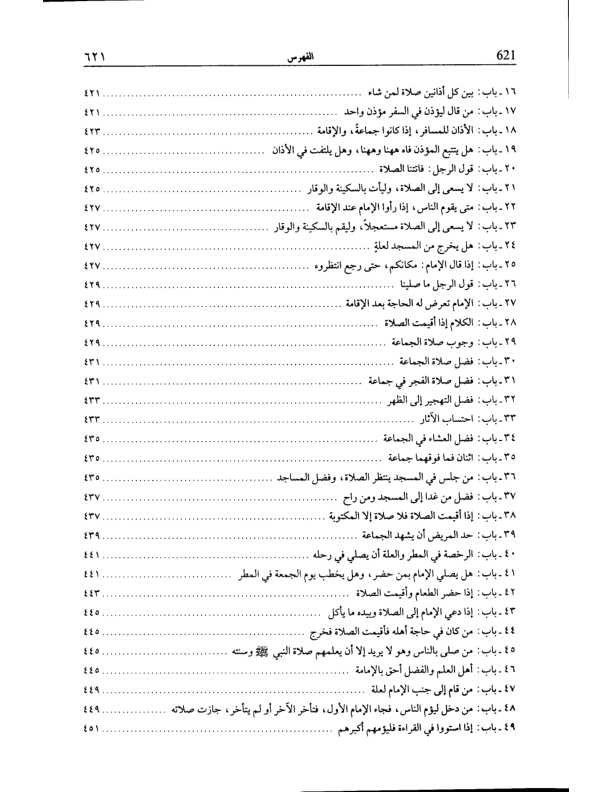 621 الفهرس ٦٢١
١٦ ـ باب: بين كل أذانين صلاة لمن شاء ... ٤٢١
١٧ ـ باب: من قال ليؤذن في السفر مؤذن واحد ... ٤٢١
١٨ ـ باب: الأذان للمسافر، إذا كانوا جماعةً، والإقامة ... ٤٢٣
١٩ ـ باب: هل يتتبع المؤذن فاه ههنا وههنا، وهل يلتفت في الأذان ... ٤٢٥
٢٠ ـ باب: قول الرجل: فاتتنا الصلاة ... ٤٢٥
٢١ ـ باب: لا يسعى إلى الصلاة، وليأت بالسكينة والوقار ... ٤٢٥
٢٢ ـ باب: متى يقوم الناس، إذا رأوا الإمام عند الإقامة ... ٤٢٧
٢٣ ـ باب: لا يسعى إلى الصلاة مستعجلاً، وليقم بالسكينة والوقار ... ٤٢٧
٢٤ ـ باب: هل يخرج من المسجد لعلةٍ ... ٤٢٧
٢٥ ـ باب: إذا قال الإمام: مكانكم، حتى رجع انتظروه ... ٤٢٧
٢٦ ـ باب: قول الرجل ما صلينا ... ٤٢٩
٢٧ ـ باب: الإمام تعرض له الحاجة بعد الإقامة ... ٤٢٩
٢٨ ـ باب: الكلام إذا أقيمت الصلاة ... ٤٢٩
٢٩ ـ باب: وجوب صلاة الجماعة ... ٤٢٩
٣٠ ـ باب: فضل صلاة الجماعة ... ٤٣١
٣١ ـ باب: فضل صلاة الفجر في جماعة ... ٤٣١
٣٢ ـ باب: فضل التهجير إلى الظهر ... ٤٣٣
٣٣ ـ باب: احتساب الآثار ... ٤٣٣
٣٤ ـ باب: فضل العشاء في الجماعة ... ٤٣٥
٣٥ ـ باب: اثنان فما فوقهما جماعة ... ٤٣٥
٣٦ ـ باب: من جلس في المسجد ينتظر الصلاة، وفضل المساجد ... ٤٣٥
٣٧ ـ باب: فضل من غدا إلى المسجد ومن راح ... ٤٣٧
٣٨ ـ باب: إذا أقيمت الصلاة فلا صلاة إلا المكتوبة ... ٤٣٧
٣٩ ـ باب: حد المريض أن يشهد الجماعة ... ٤٣٩
٤٠ ـ باب: الرخصة في المطر والعلة أن يصلي في رحله ... ٤٤١
٤١ ـ باب: هل يصلي الإمام بمن حضر، وهل يخطب يوم الجمعة في المطر ... ٤٤١
٤٢ ـ باب: إذا حضر الطعام وأقيمت الصلاة ... ٤٤٣
٤٣ ـ باب: إذا دعي الإمام إلى الصلاة وبيده ما يأكل ... ٤٤٥
٤٤ ـ باب: من كان في حاجة أهله فأقيمت الصلاة فخرج ... ٤٤٥
٤٥ ـ باب: من صلى بالناس وهو لا يريد إلا أن يعلمهم صلاة النبي ﷺ وسنته ... ٤٤٥
٤٦ ـ باب: أهل العلم والفضل أحق بالإمامة ... ٤٤٥
٤٧ ـ باب: من قام إلى جنب الإمام لعلة ... ٤٤٩
٤٨ ـ باب: من دخل ليؤم الناس، فجاء الإمام الأول، فتأخر الآخر أو لم يتأخر، جازت صلاته ... ٤٤٩
٤٩ ـ باب: إذا استووا في القراءة فليؤمهم أكبرهم ... ٤٥١